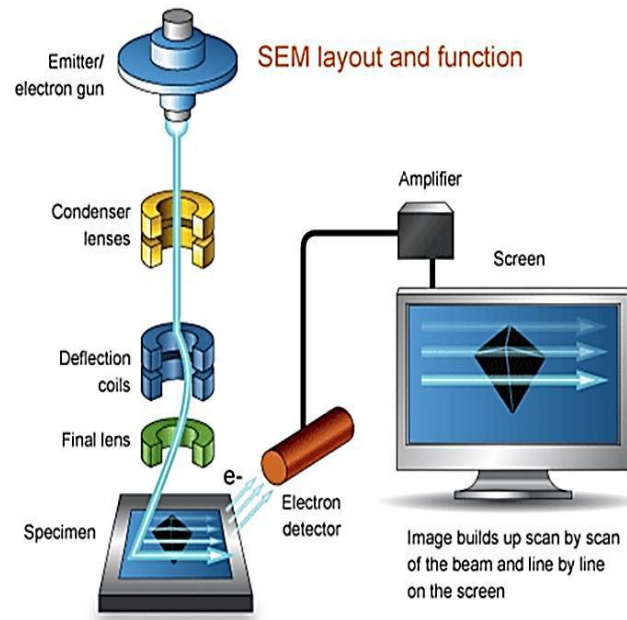 SEM layout and function
Emitter/
electron gun
Condenser
lenses
Amplifier
Screen
Deflection
coils
Final lens
e-
Electron
detector
Specimen
Image builds up scan by scan
of the beam and line by line
on the screen